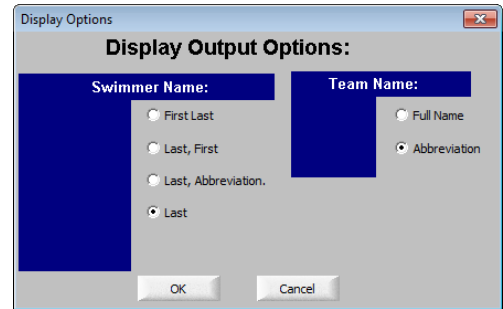 Display Options
Display Output Options:
Swimmer Name:
First Last
Last, First
Last, Abbreviation.
Last
Team Name:
Full Name
Abbreviation
OK
Cancel